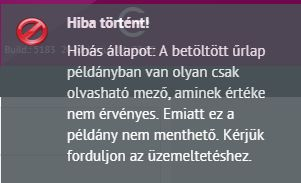 Hiba történt!
Hibás állapot: A betöltött űrlap
példányban van olyan csak
olvasható mező, aminek értéke
nem érvényes. Emiatt ez a
példány nem menthető. Kérjük
forduljon az üzemeltetéshez.
Build.: 5183